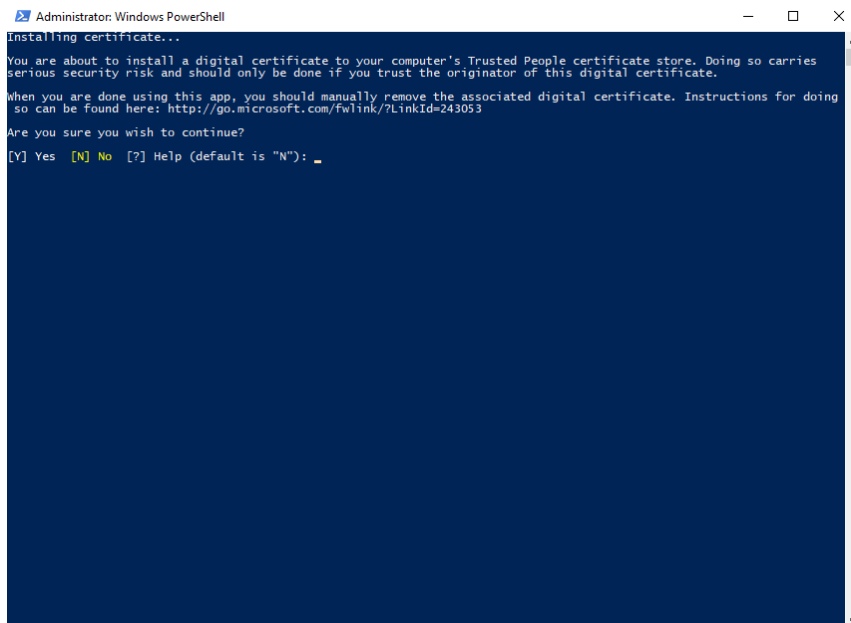 Administrator: Windows PowerShell
Installing certificate...
You are about to install a digital certificate to your computer's Trusted People certificate store. Doing so carries
serious security risk and should only be done if you trust the originator of this digital certificate.
When you are done using this app, you should manually remove the associated digital certificate. Instructions for doing
so can be found here: http://go.microsoft.com/fwlink/?LinkId=243053
Are you sure you wish to continue?
[Y] Yes  [N] No  [?] Help (default is "N"):